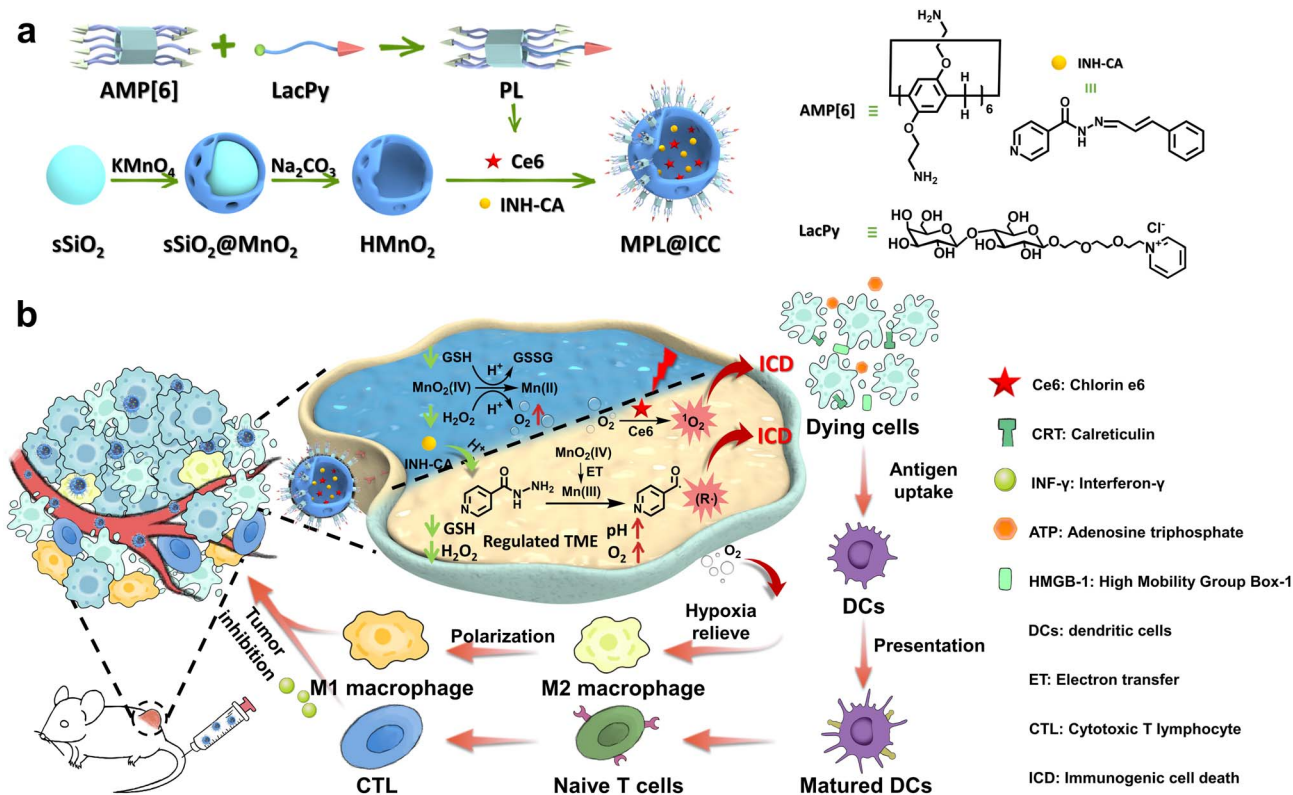 a
AMP[6]
LacPy
PL
KMnO4
Na2CO3
Ce6
INH-CA
sSiO2
sSiO2@MnO2
HMnO2
MPL@ICC
H2N
O
H
C
H
6
O
NH2
AMP[6] ≡
INH-CA
≡
O
N
N
H
N
LacPy ≡
OH
HO
O
HO
OH
OH
O
O
HO
OH
O
O
O
N+
Cl-
b
GSH
H+
GSSG
MnO2(IV)
Mn(II)
H2O2
H+
O2
INH-CA
H+
O2
Ce6
1O2
ICD
ICD
MnO2(IV)
ET
Mn(III)
O
N
H
NH2
N
O
C
N
(R·)
GSH
H2O2
Regulated TME
pH
O2
O2
Hypoxia
relieve
Polarization
M1 macrophage
M2 macrophage
Tumor
inhibition
CTL
Naive T cells
Matured DCs
Dying cells
Antigen
uptake
DCs
Presentation
Ce6: Chlorin e6
CRT: Calreticulin
INF-γ: Interferon-γ
ATP: Adenosine triphosphate
HMGB-1: High Mobility Group Box-1
DCs: dendritic cells
ET: Electron transfer
CTL: Cytotoxic T lymphocyte
ICD: Immunogenic cell death